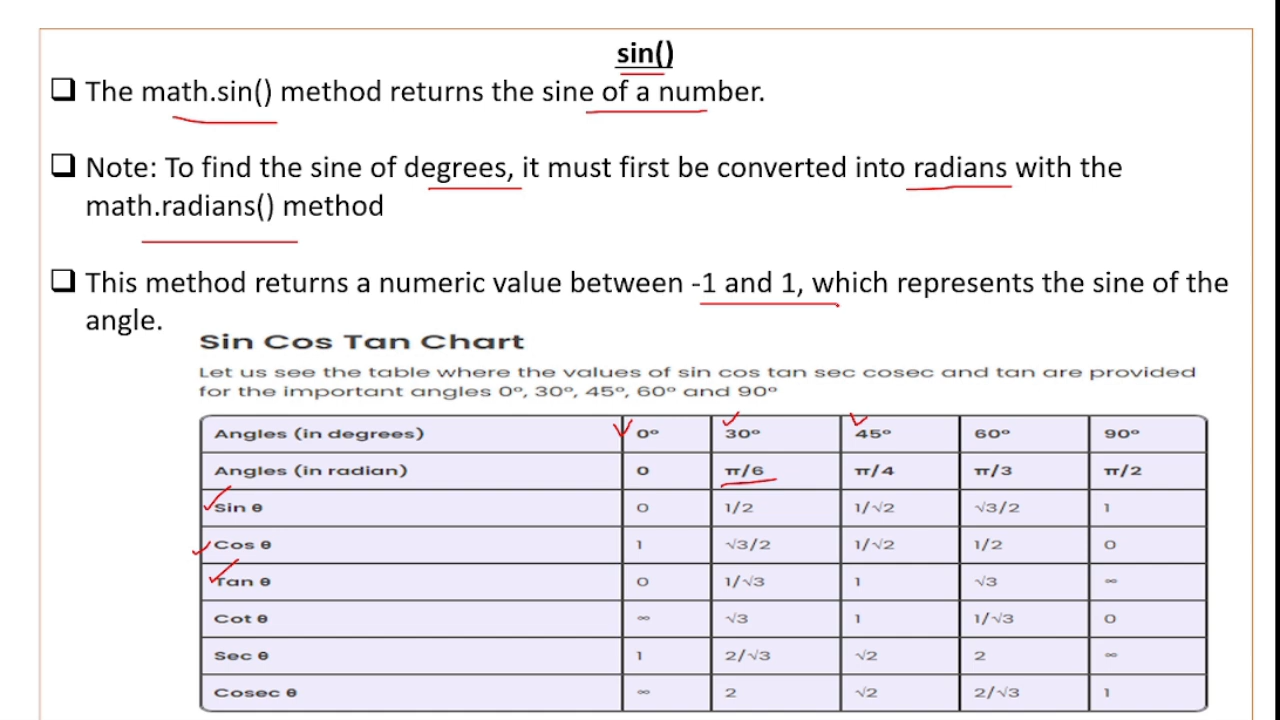 sin()
❑ The math.sin() method returns the sine of a number.
❑ Note: To find the sine of degrees, it must first be converted into radians with the
math.radians() method
❑ This method returns a numeric value between -1 and 1, which represents the sine of the
angle.
Sin Cos Tan Chart
Let us see the table where the values of sin cos tan sec cosec and tan are provided
for the important angles 0°, 30°, 45°, 60° and 90°
Angles (in degrees) 0° 30° 45° 60° 90°
Angles (in radian) 0 π/6 π/4 π/3 π/2
Sin θ 0 1/2 1/√2 √3/2 1
Cos θ 1 √3/2 1/√2 1/2 0
Tan θ 0 1/√3 1 √3 ∞
Cot θ ∞ √3 1 1/√3 0
Sec θ 1 2/√3 √2 2 ∞
Cosec θ ∞ 2 √2 2/√3 1